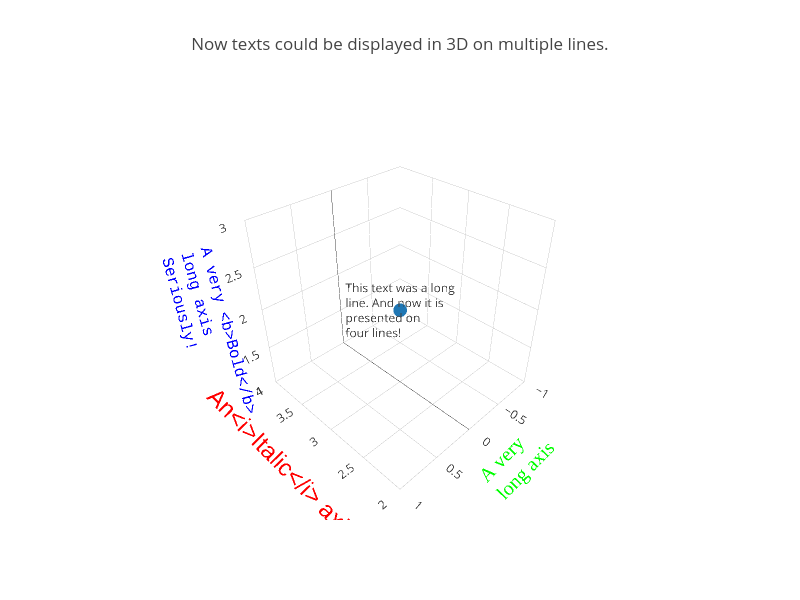 Now texts could be displayed in 3D on multiple lines.
3
2.5
2
1.5
A very <b>Bold</b>
long axis
Seriously!
This text was a long
line. And now it is
presented on
four lines!
4
3.5
3
2.5
2
An<i>Italic</i> ax
−1
−0.5
0
0.5
1
A very
long axis